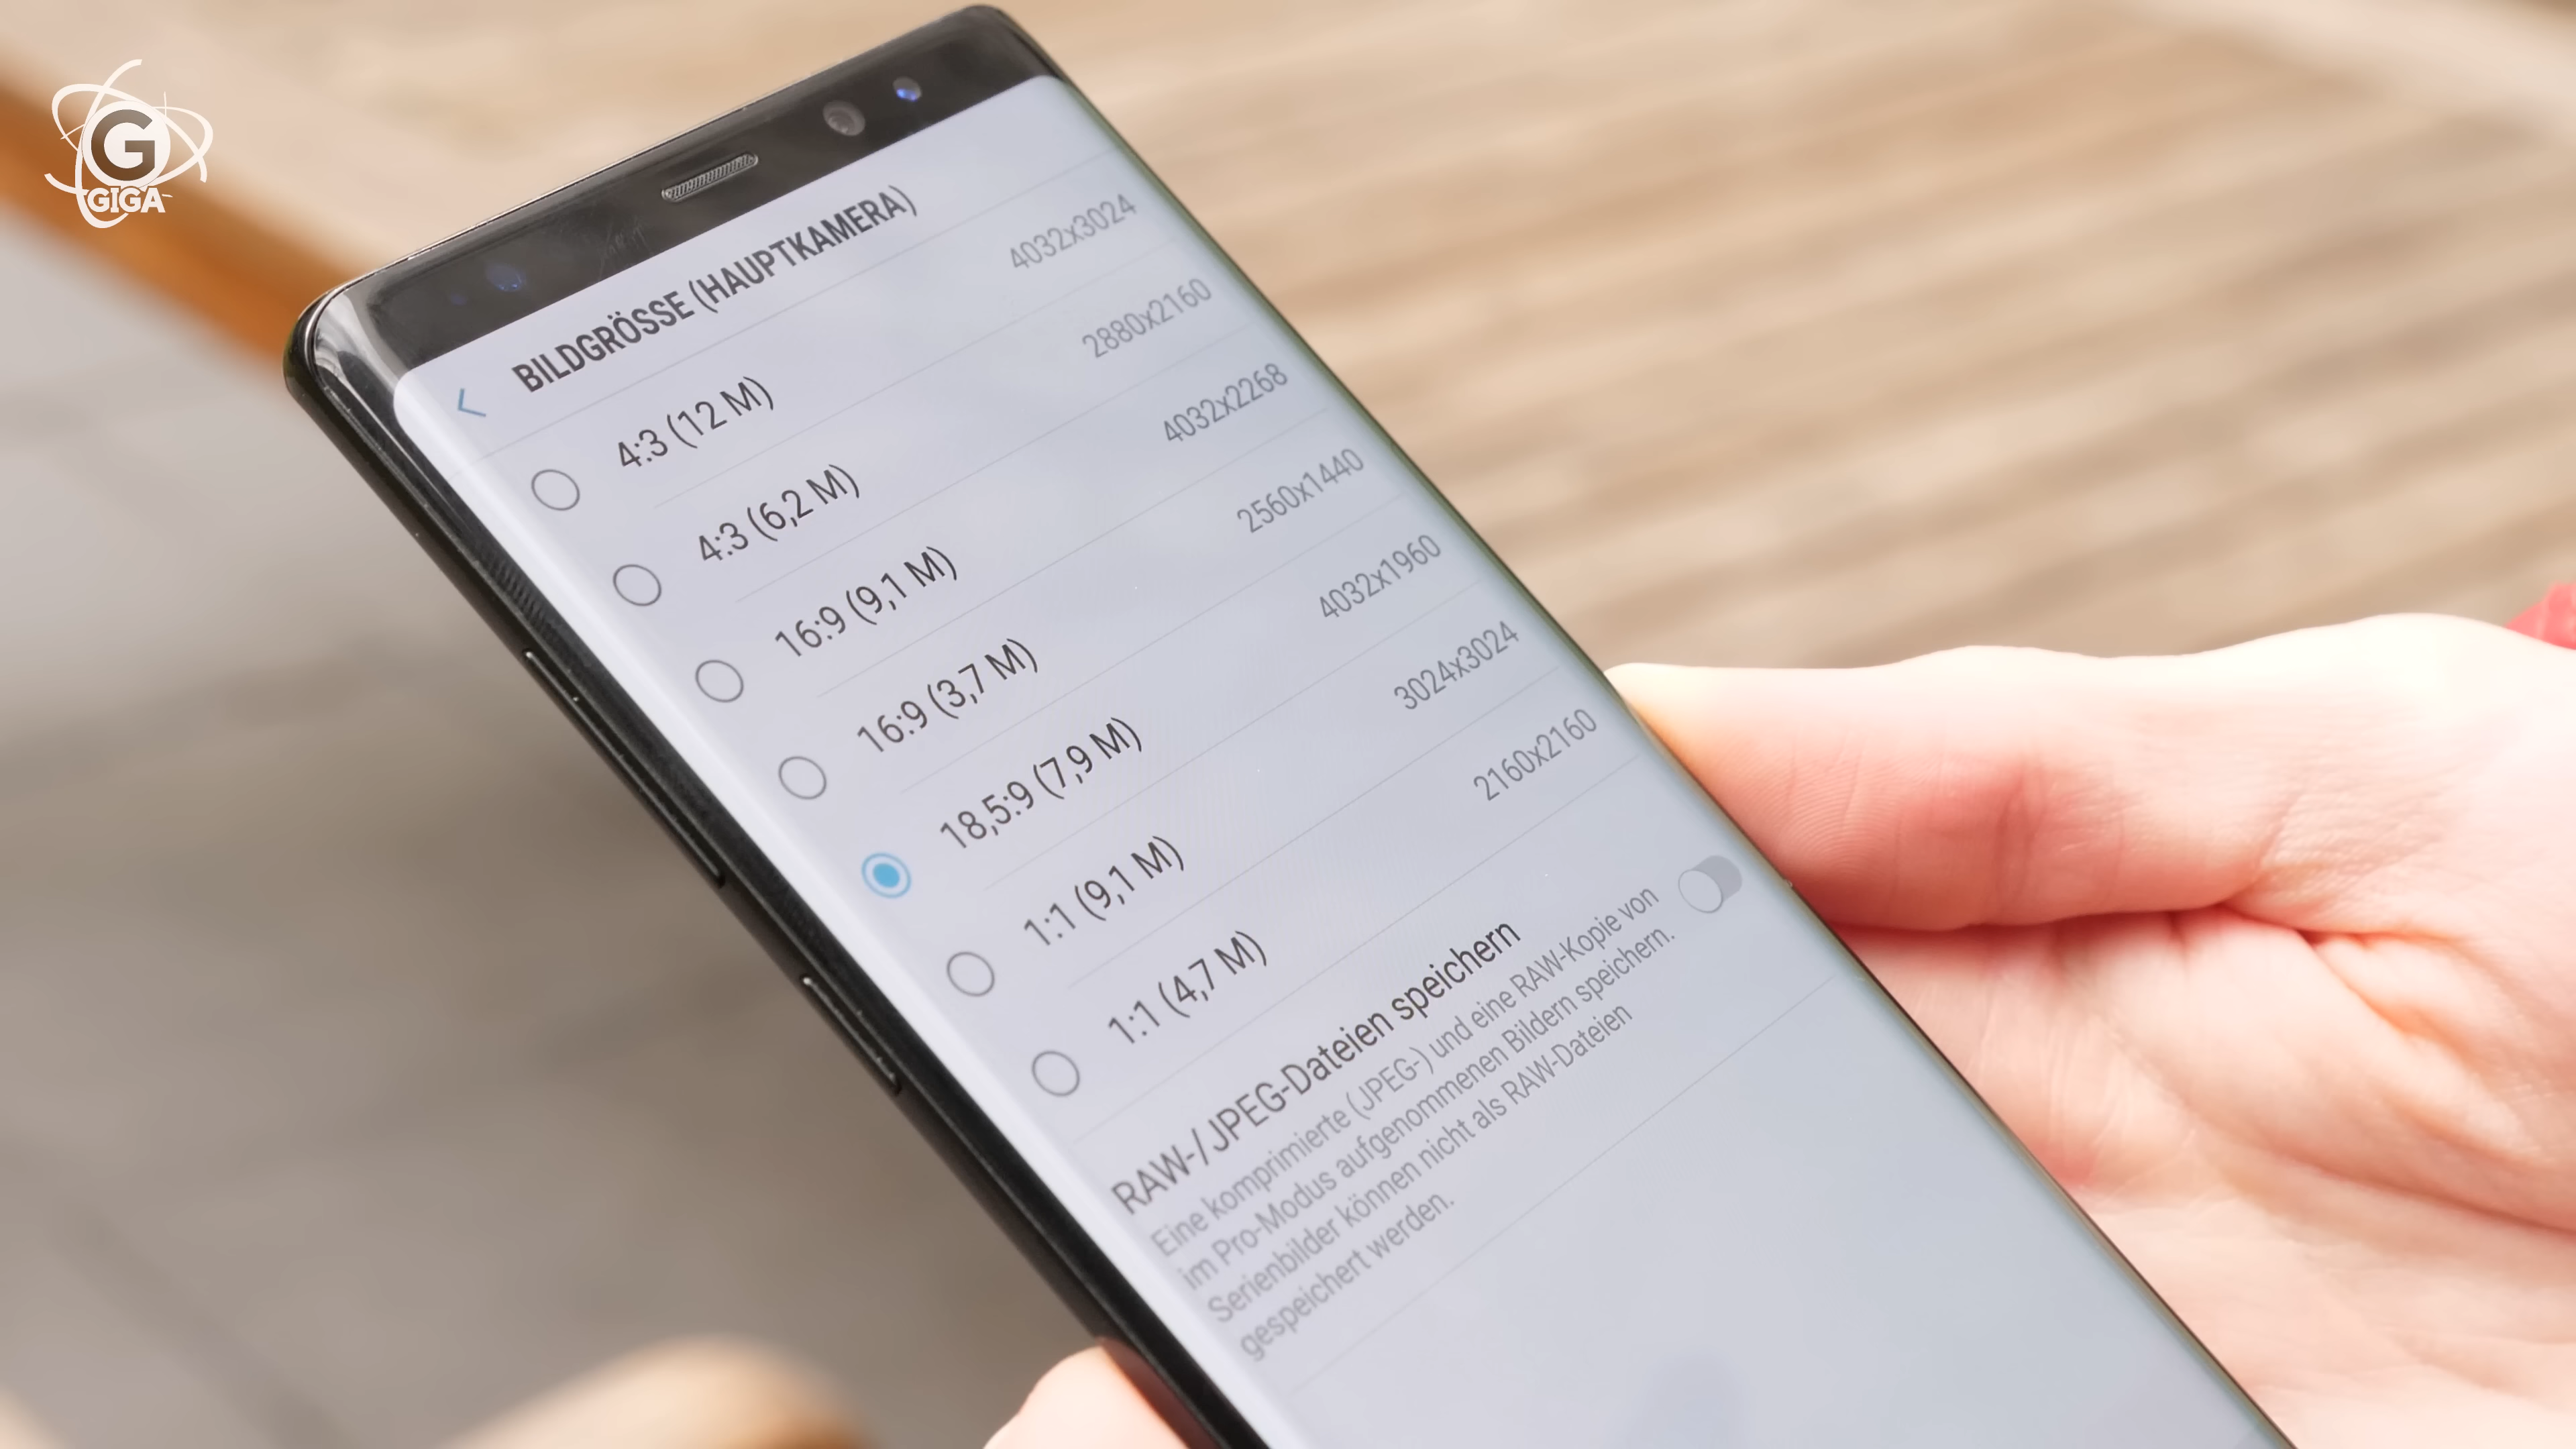 G
GIGA
BILDGRÖSSE (HAUPTKAMERA)
4:3 (12 M) 4032x3024
4:3 (6,2 M) 2880x2160
16:9 (9,1 M) 4032x2268
16:9 (3,7 M) 2560x1440
18,5:9 (7,9 M) 4032x1960
1:1 (9,1 M) 3024x3024
1:1 (4,7 M) 2160x2160
RAW-/JPEG-Dateien speichern
Eine komprimierte (JPEG-) und eine RAW-Kopie von
im Pro-Modus aufgenommenen Bildern speichern.
Serienbilder können nicht als RAW-Dateien
gespeichert werden.